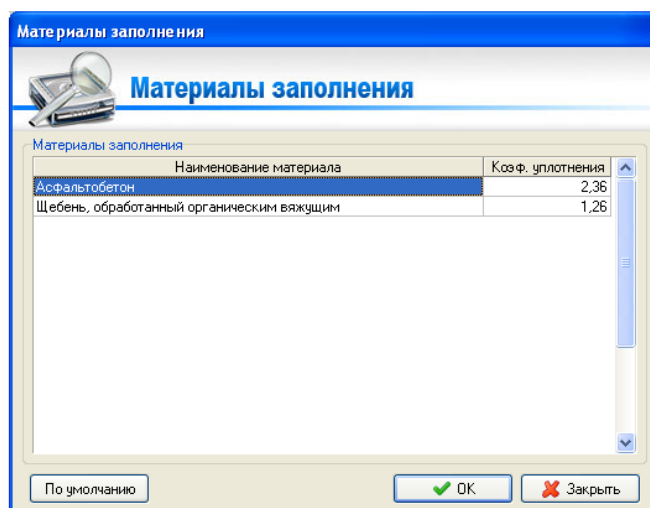 Материалы заполнения
Материалы заполнения
Материалы заполнения
Наименование материала Коэф. уплотнения
Асфальтобетон 2,36
Щебень, обработанный органическим вяжущим 1,26
По умолчанию OK Закрыть